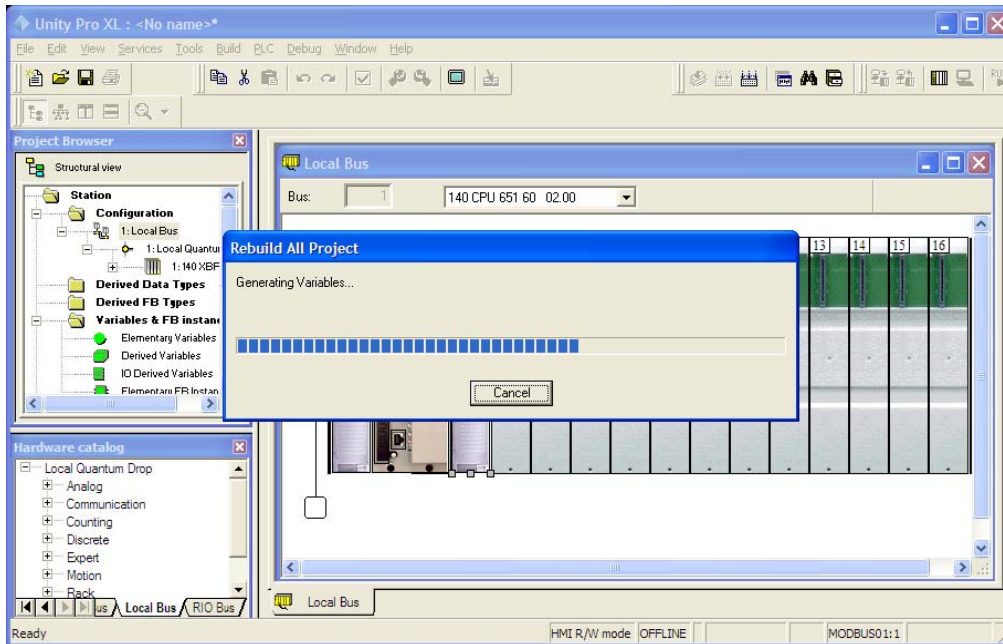 Unity Pro XL : <No name>*
File Edit View Services Tools Build PLC Debug Window Help
Project Browser
Structural view
Station
Configuration
1: Local Bus
1: Local Quantu
1: 140 XBF
Derived Data Types
Derived FB Types
Variables & FB instan
Elementary Variables
Derived Variables
IO Derived Variables
Elementary FB Instan
Hardware catalog
Local Quantum Drop
Analog
Communication
Counting
Discrete
Expert
Motion
Rack
us Local Bus RIO Bus
Local Bus
Bus: 1 140 CPU 651 60 02.00
13 14 15 16
Rebuild All Project
Generating Variables...
Cancel
Local Bus
Ready HMI R/W mode OFFLINE MODBUS01:1